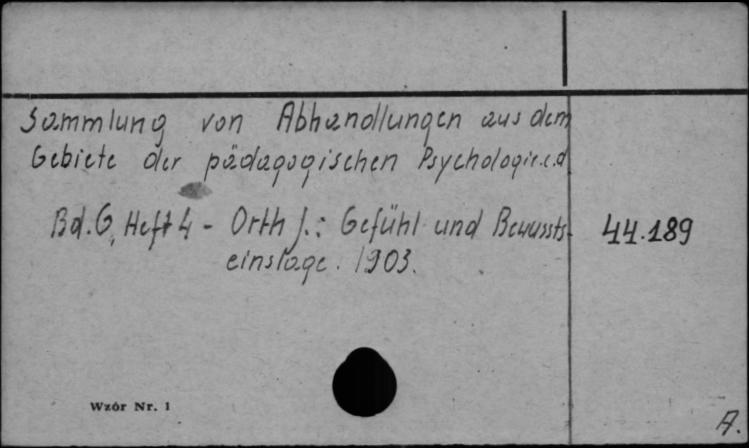 Sammlung von Abhandlungen aus dem
Gebiete der pädagogischen Psychologie.c.d
Bd.6, Heft 4 - Orth J.: Gefühl und Bewussts- 44.189
einslage. 1903.
Wzór Nr. 1
A.